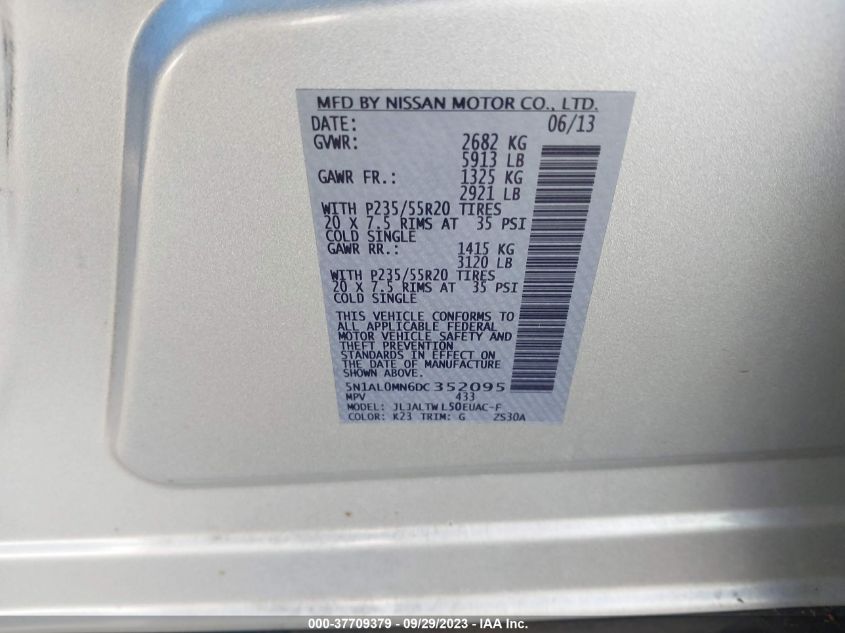 MFD BY NISSAN MOTOR CO., LTD.
DATE: 06/13
GVWR: 2682 KG
5913 LB
GAWR FR.: 1325 KG
2921 LB
WITH P235/55R20 TIRES
20 X 7.5 RIMS AT 35 PSI
COLD SINGLE
GAWR RR.: 1415 KG
3120 LB
WITH P235/55R20 TIRES
20 X 7.5 RIMS AT 35 PSI
COLD SINGLE
THIS VEHICLE CONFORMS TO
ALL APPLICABLE FEDERAL
MOTOR VEHICLE SAFETY AND
THEFT PREVENTION
STANDARDS IN EFFECT ON
THE DATE OF MANUFACTURE
SHOWN ABOVE.
5N1AL0MN6DC352095
MPV 433
MODEL: JLJALTWL50EUAC-F
COLOR: K23 TRIM: G 2S30A
000-37709379 - 09/29/2023 - IAA Inc.